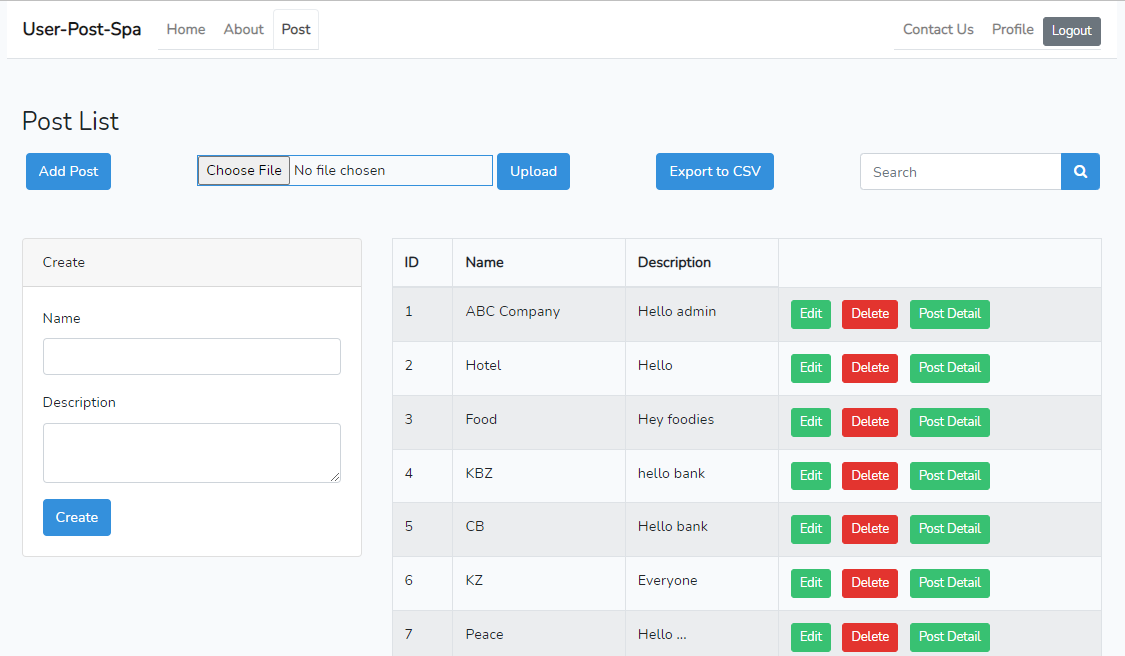 User-Post-Spa Home About Post Contact Us Profile Logout
Post List
Add Post Choose File No file chosen Upload Export to CSV Search
Create
Name
Description
Create
ID Name Description
1 ABC Company Hello admin Edit Delete Post Detail
2 Hotel Hello Edit Delete Post Detail
3 Food Hey foodies Edit Delete Post Detail
4 KBZ hello bank Edit Delete Post Detail
5 CB Hello bank Edit Delete Post Detail
6 KZ Everyone Edit Delete Post Detail
7 Peace Hello ... Edit Delete Post Detail